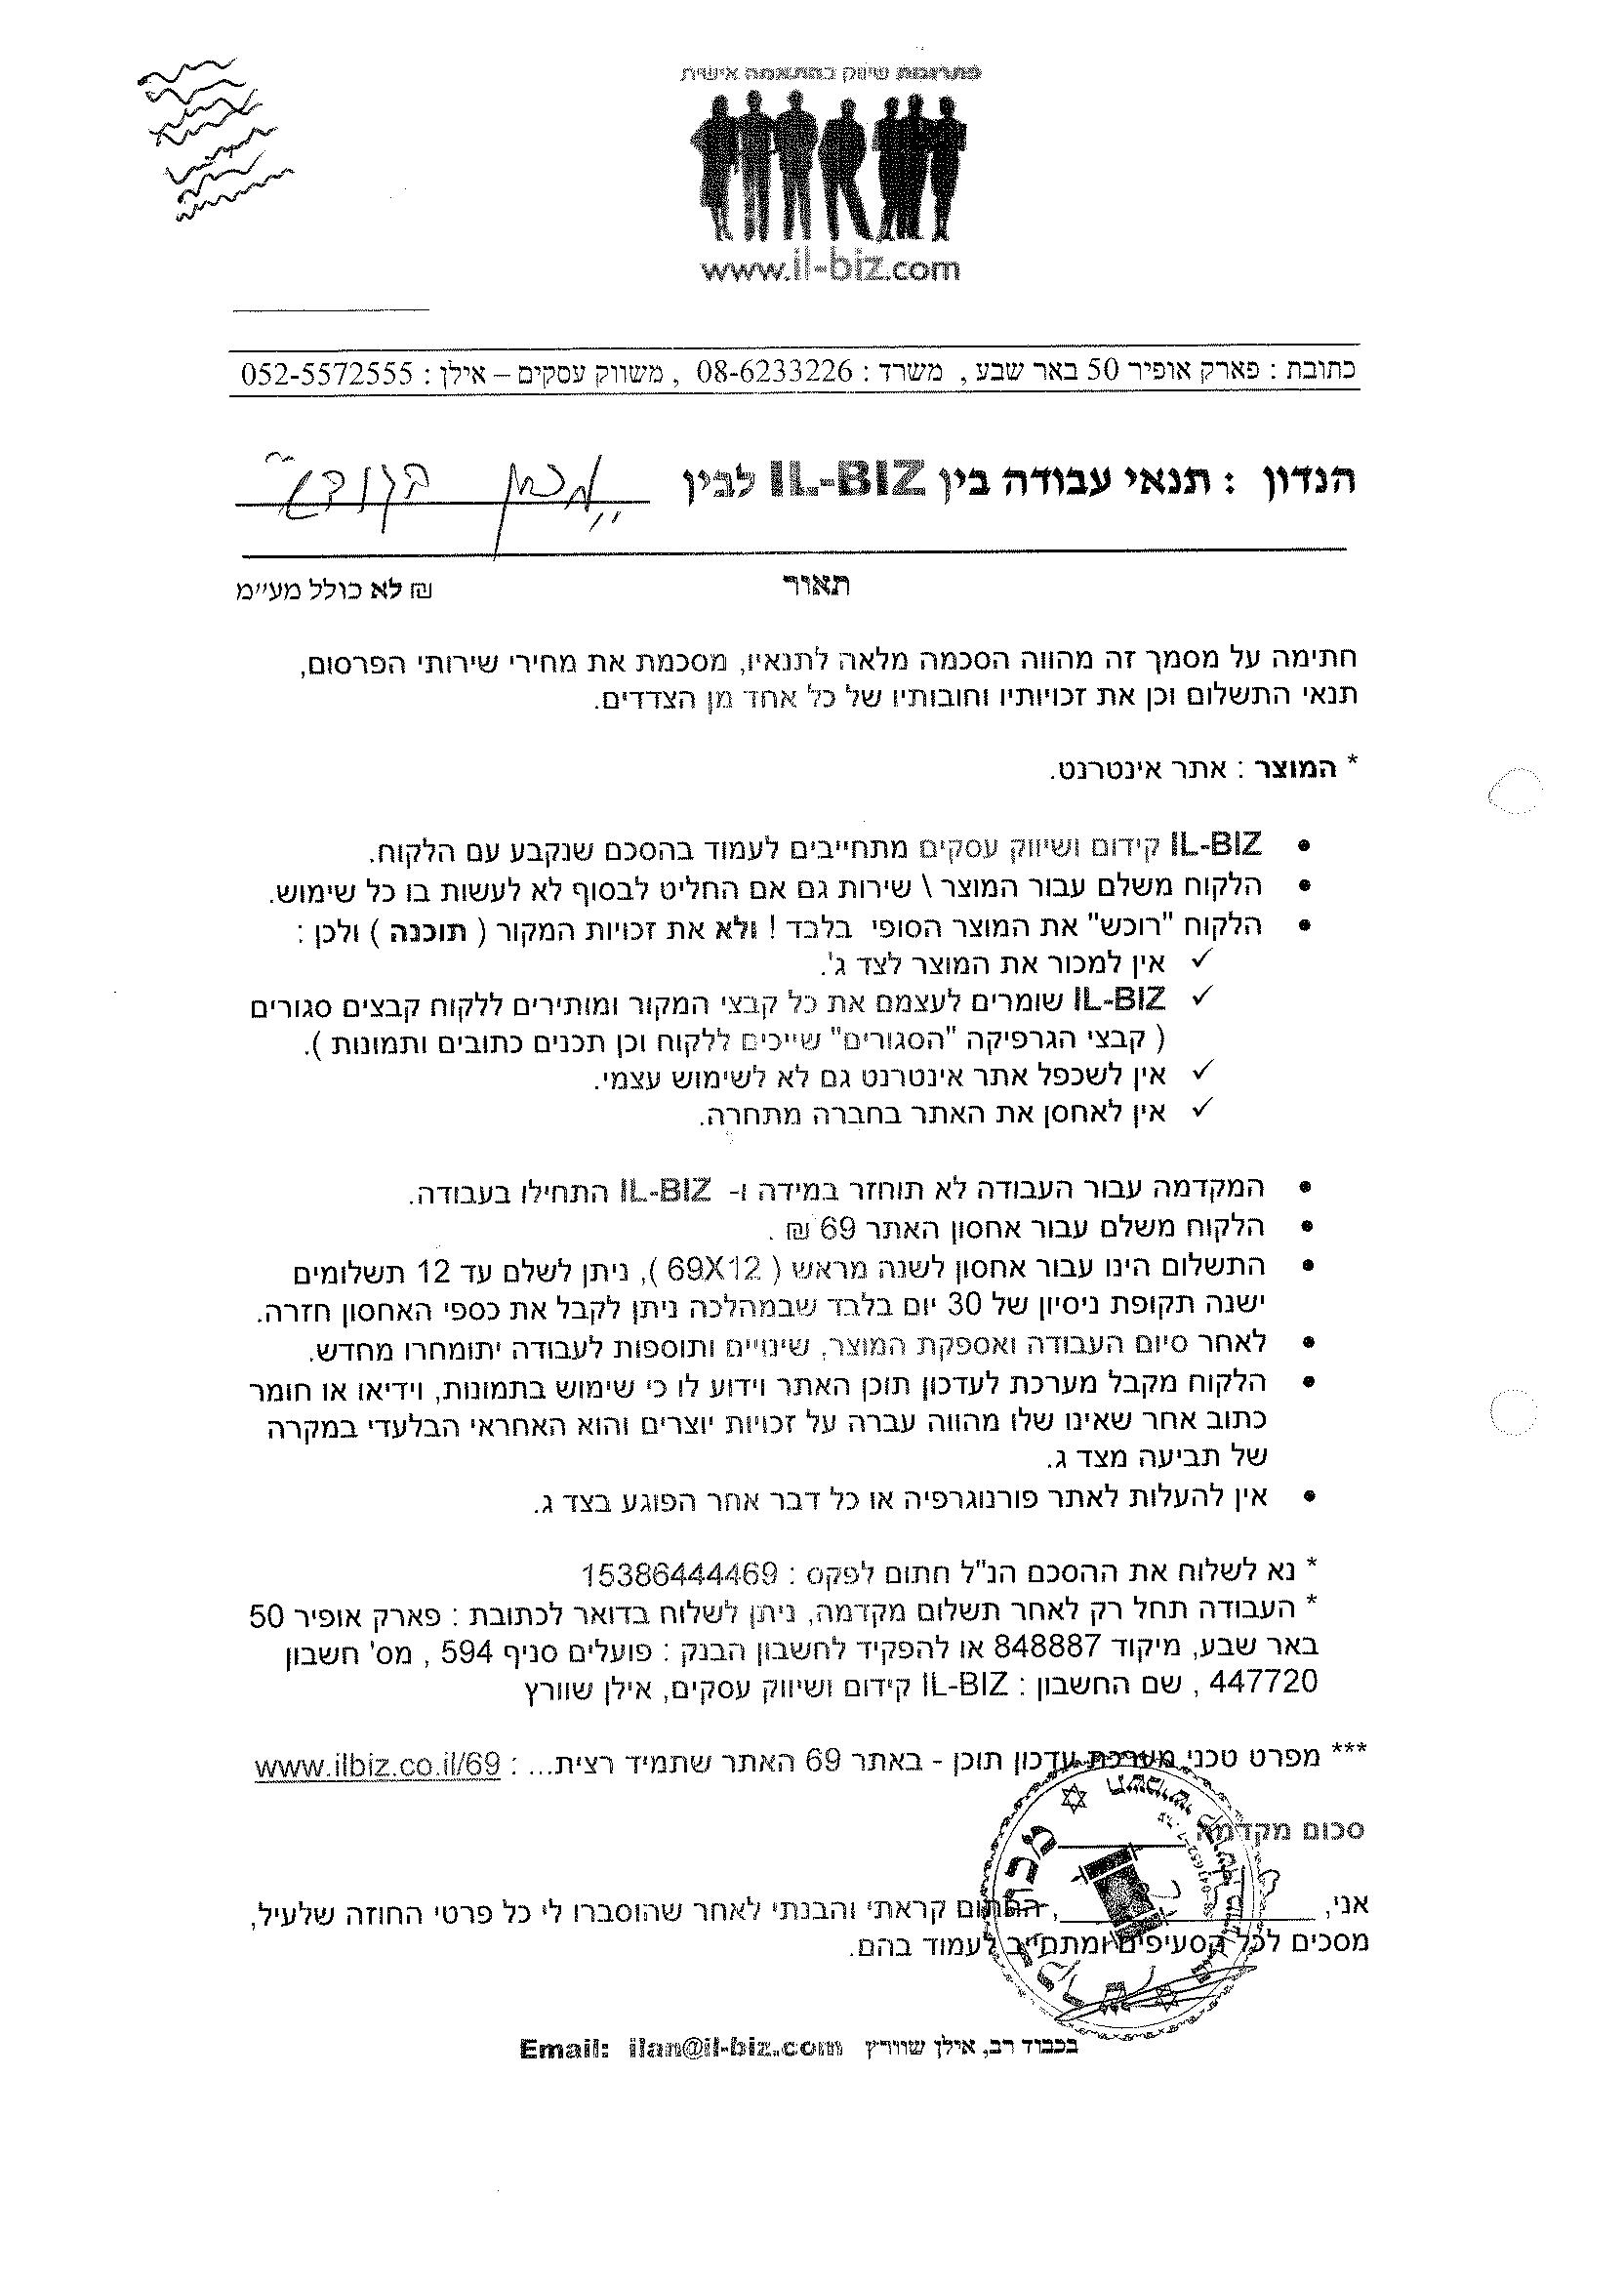 פתרונות שיווק בהתאמה אישית
www.il-biz.com
כתובת : פארק אופיר 50 באר שבע , משרד : 08-6233226 , משווק עסקים – אילן : 052-5572555
הנדון : תנאי עבודה בין IL-BIZ לבין
תאור
₪ לא כולל מע״מ
חתימה על מסמך זה מהווה הסכמה מלאה לתנאיו, מסכמת את מחירי שירותי הפרסום,
תנאי התשלום וכן את זכויותיו וחובותיו של כל אחד מן הצדדים.
* המוצר : אתר אינטרנט.
• IL-BIZ קידום ושיווק עסקים מתחייבים לעמוד בהסכם שנקבע עם הלקוח.
• הלקוח משלם עבור המוצר \ שירות גם אם החליט לבסוף לא לעשות בו כל שימוש.
• הלקוח "רוכש" את המוצר הסופי בלבד ! ולא את זכויות המקור ( תוכנה ) ולכן :
✓ אין למכור את המוצר לצד ג'.
✓ IL-BIZ שומרים לעצמם את כל קבצי המקור ומותירים ללקוח קבצים סגורים
( קבצי הגרפיקה "הסגורים" שייכים ללקוח וכן תכנים כתובים ותמונות ).
✓ אין לשכפל אתר אינטרנט גם לא לשימוש עצמי.
✓ אין לאחסן את האתר בחברה מתחרה.
• המקדמה עבור העבודה לא תוחזר במידה ו- IL-BIZ התחילו בעבודה.
• הלקוח משלם עבור אחסון האתר 69 ₪ .
• התשלום הינו עבור אחסון לשנה מראש ( 69X12 ), ניתן לשלם עד 12 תשלומים
ישנה תקופת ניסיון של 30 יום בלבד שבמהלכה ניתן לקבל את כספי האחסון חזרה.
• לאחר סיום העבודה ואספקת המוצר, שינויים ותוספות לעבודה יתומחרו מחדש.
• הלקוח מקבל מערכת לעדכון תוכן האתר וידוע לו כי שימוש בתמונות, וידיאו או חומר
כתוב אחר שאינו שלו מהווה עברה על זכויות יוצרים והוא האחראי הבלעדי במקרה
של תביעה מצד ג.
• אין להעלות לאתר פורנוגרפיה או כל דבר אחר הפוגע בצד ג.
* נא לשלוח את ההסכם הנ"ל חתום לפקס : 15386444469
* העבודה תחל רק לאחר תשלום מקדמה, ניתן לשלוח בדואר לכתובת : פארק אופיר 50
באר שבע, מיקוד 848887 או להפקיד לחשבון הבנק : פועלים סניף 594 , מס' חשבון
447720 , שם החשבון : IL-BIZ קידום ושיווק עסקים, אילן שוורץ
*** מפרט טכני מערכת עדכון תוכן - באתר 69 האתר שתמיד רצית... : www.ilbiz.co.il/69
סכום מקדמה
אני, , החתום קראתי והבנתי לאחר שהוסברו לי כל פרטי החוזה שלעיל,
מסכים לכל הסעיפים ומתחייב לעמוד בהם.
בכבוד רב, אילן שוורץ Email: ilan@il-biz.com